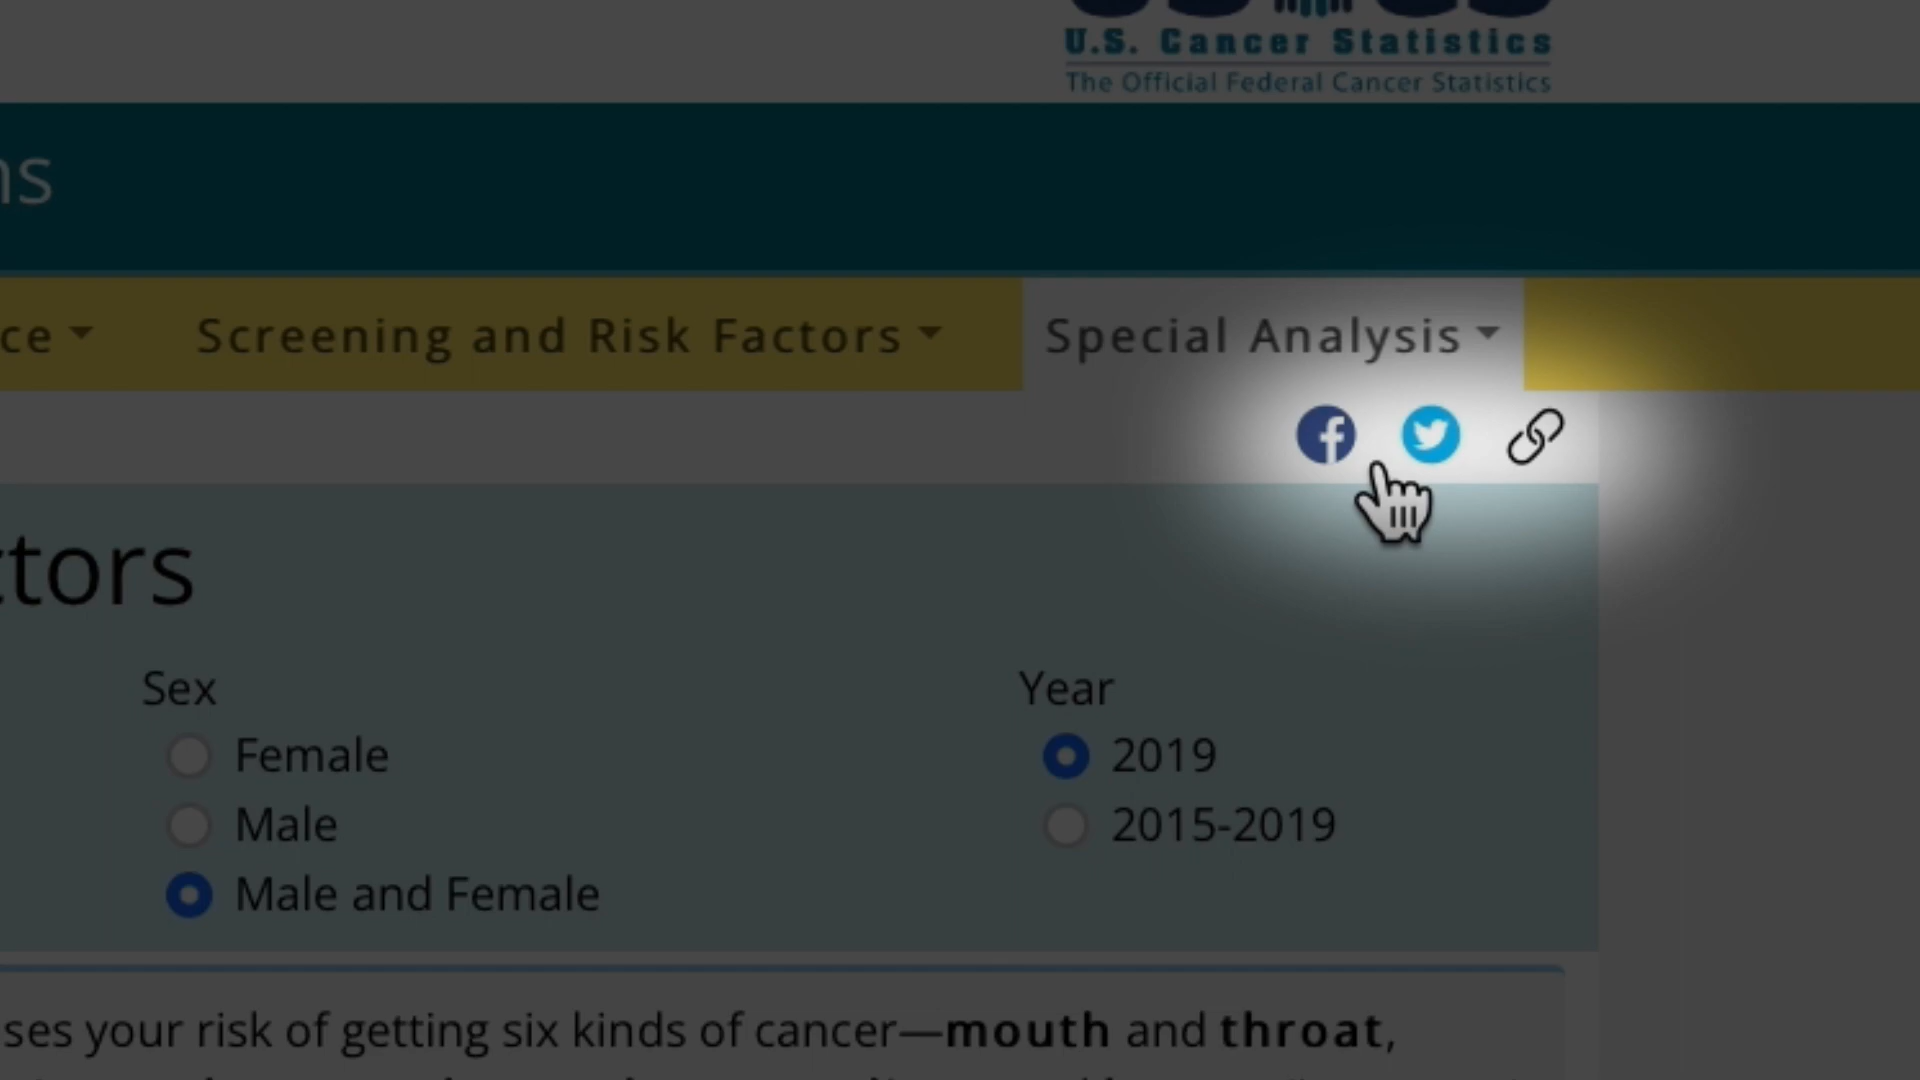 U.S. Cancer Statistics
The Official Federal Cancer Statistics
ns
ce
Screening and Risk Factors
Special Analysis
ctors
Sex
Year
Female
2019
Male
2015-2019
Male and Female
ses your risk of getting six kinds of cancer—mouth and throat,